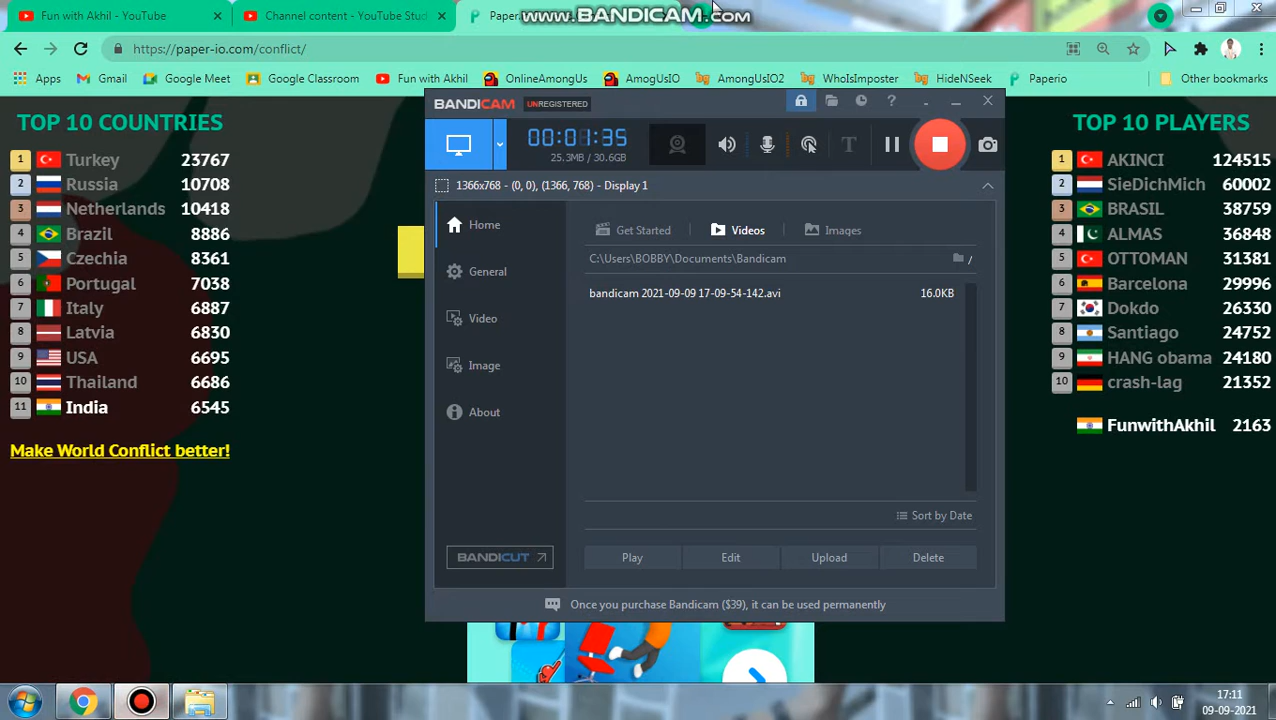 Fun with Akhil - YouTube
Channel content - YouTube Stud
Paper
www.BANDICAM.COM
https://paper-io.com/conflict/
Apps
Gmail
Google Meet
Google Classroom
Fun with Akhil
OnlineAmongUs
AmogUsIO
AmongUsIO2
WhoIsImposter
HideNSeek
Paperio
Other bookmarks
TOP 10 COUNTRIES
1 Turkey 23767
2 Russia 10708
3 Netherlands 10418
4 Brazil 8886
5 Czechia 8361
6 Portugal 7038
7 Italy 6887
8 Latvia 6830
9 USA 6695
10 Thailand 6686
11 India 6545
Make World Conflict better!
BANDICAM UNREGISTERED
00:01:35
25.3MB / 30.6GB
1366x768 - (0, 0), (1366, 768) - Display 1
Home
General
Video
Image
About
BANDICUT
Get Started
Videos
Images
C:\Users\BOBBY\Documents\Bandicam
/
bandicam 2021-09-09 17-09-54-142.avi 16.0KB
Sort by Date
Play
Edit
Upload
Delete
Once you purchase Bandicam ($39), it can be used permanently
TOP 10 PLAYERS
1 AKINCI 124515
2 SieDichMich 60002
3 BRASIL 38759
4 ALMAS 36848
5 OTTOMAN 31381
6 Barcelona 29996
7 Dokdo 26330
8 Santiago 24752
9 HANG obama 24180
10 crash-lag 21352
FunwithAkhil 2163
17:11
09-09-2021